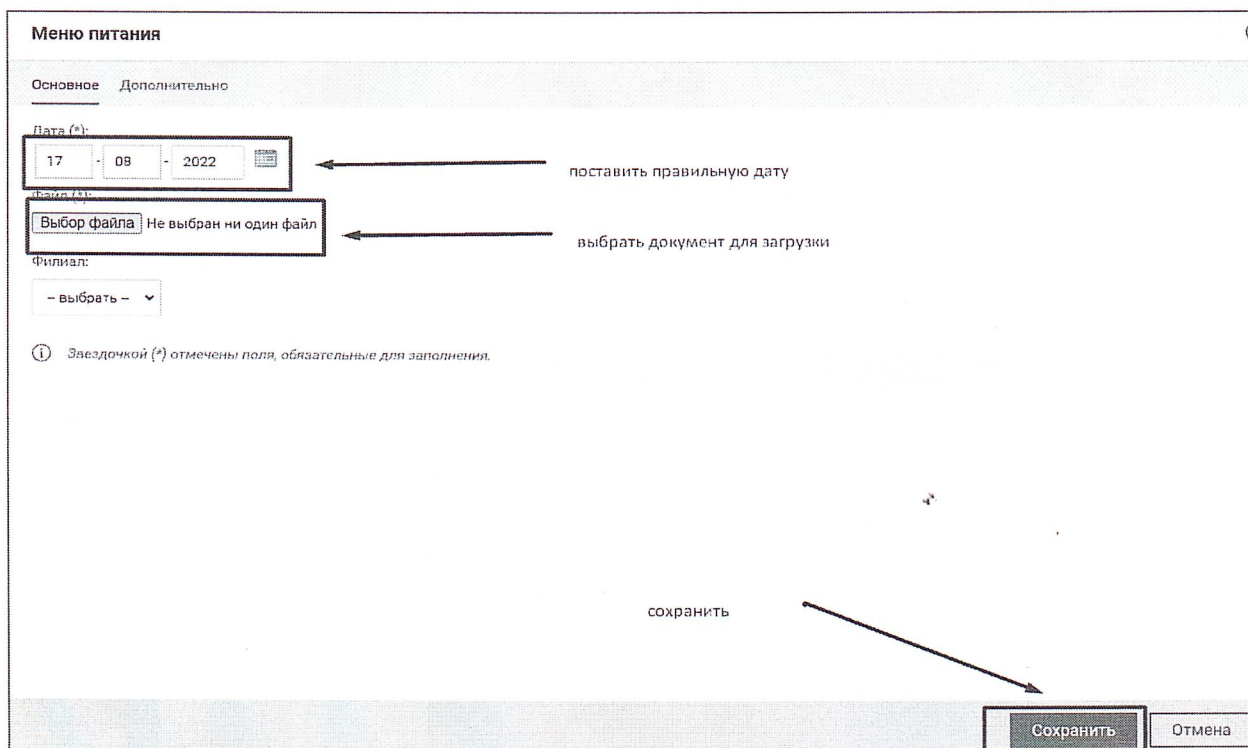 Меню питания
Основное Дополнительно
Дата (*):
17 - 08 - 2022
поставить правильную дату
Файл (*):
Выбор файла Не выбран ни один файл
выбрать документ для загрузки
Филиал:
– выбрать –
Звездочкой (*) отмечены поля, обязательные для заполнения.
сохранить
Сохранить Отмена